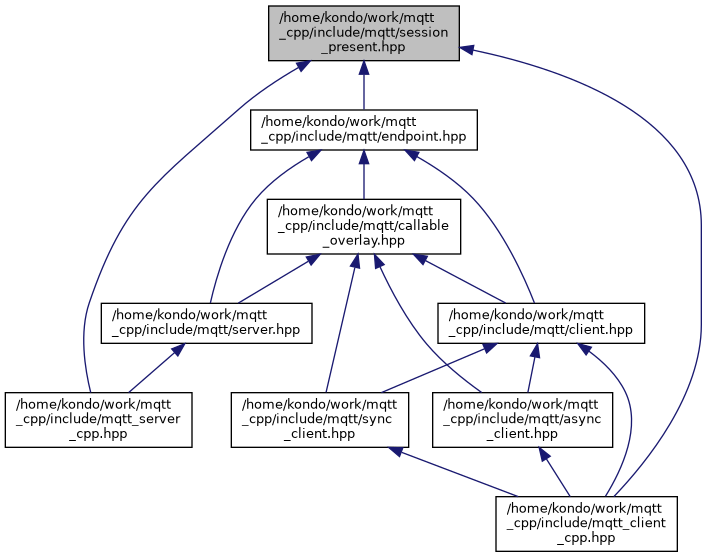 /home/kondo/work/mqtt
_cpp/include/mqtt/session
_present.hpp
/home/kondo/work/mqtt
_cpp/include/mqtt/endpoint.hpp
/home/kondo/work/mqtt
_cpp/include/mqtt/callable
_overlay.hpp
/home/kondo/work/mqtt
_cpp/include/mqtt/server.hpp
/home/kondo/work/mqtt
_cpp/include/mqtt/client.hpp
/home/kondo/work/mqtt
_cpp/include/mqtt_server
_cpp.hpp
/home/kondo/work/mqtt
_cpp/include/mqtt/sync
_client.hpp
/home/kondo/work/mqtt
_cpp/include/mqtt/async
_client.hpp
/home/kondo/work/mqtt
_cpp/include/mqtt_client
_cpp.hpp